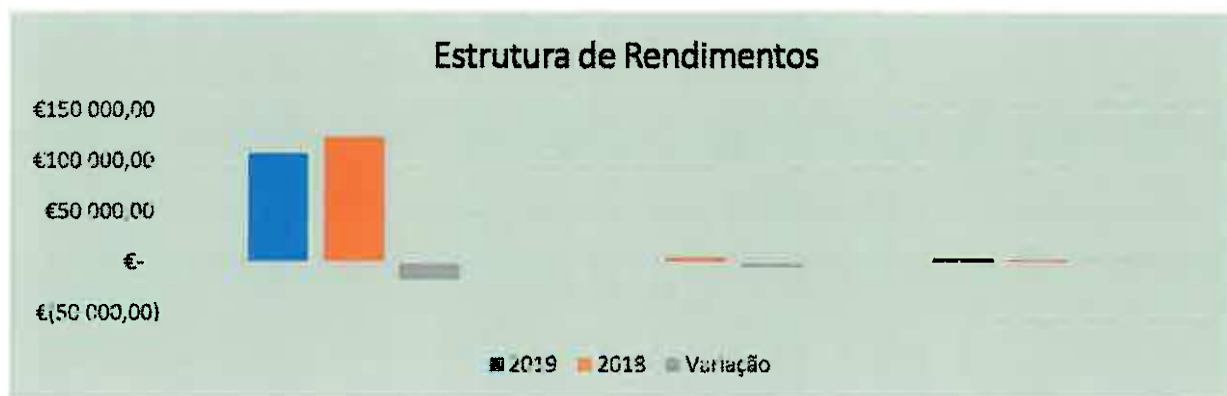 Estrutura de Rendimentos
€150 000,00
€100 000,00
€50 000,00
€-
€(50 000,00)
2019 2018 Variação